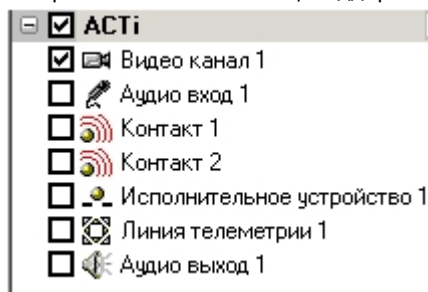 ACTi
Видео канал 1
Аудио вход 1
Контакт 1
Контакт 2
Исполнительное устройство 1
Линия телеметрии 1
Аудио выход 1